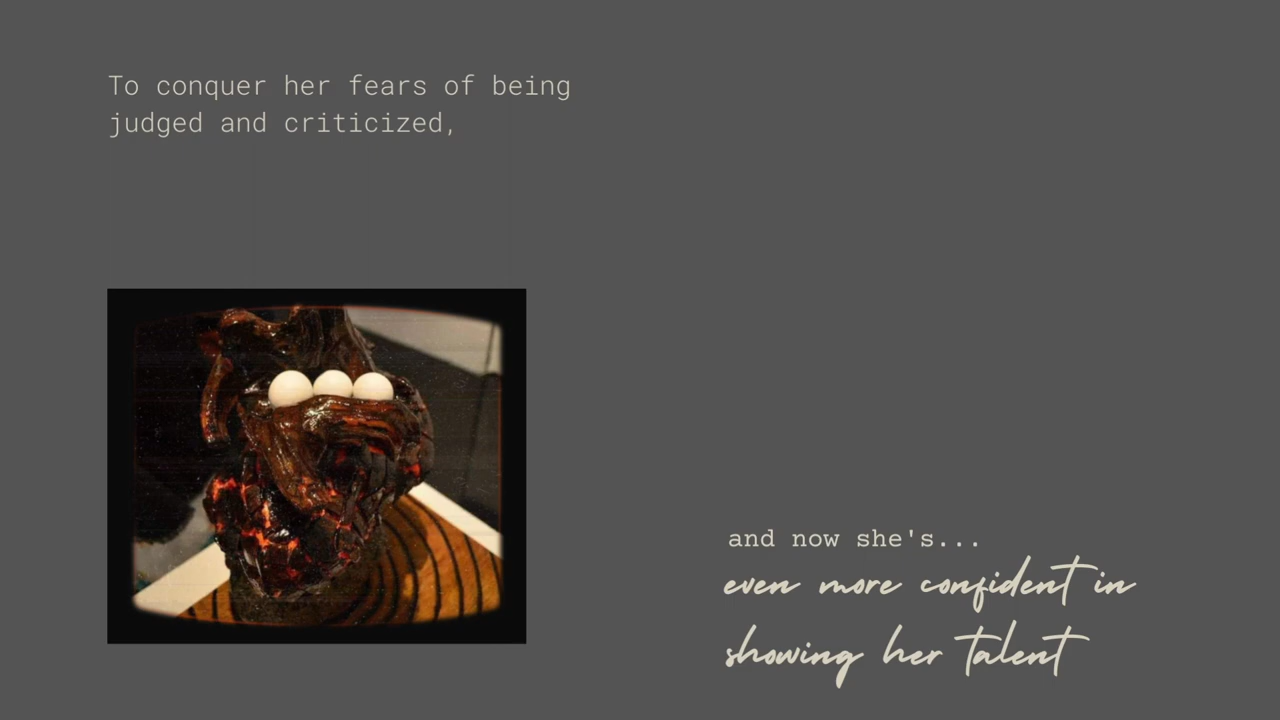 To conquer her fears of being
judged and criticized,
and now she's...
even more confident in
showing her talent